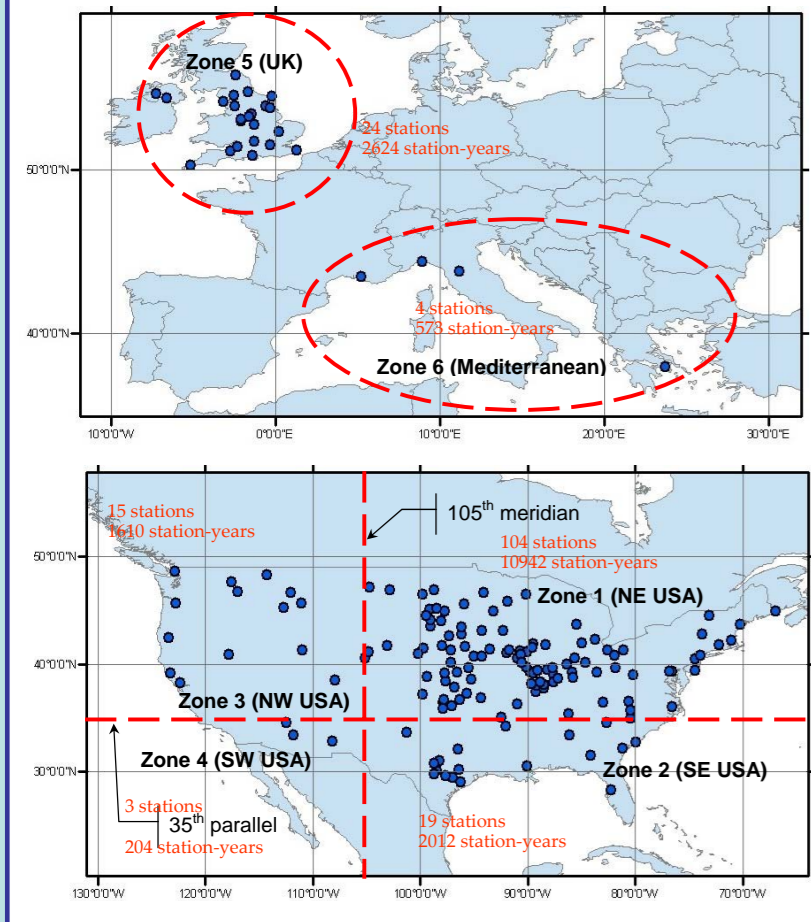 Zone 5 (UK)
24 stations
2624 station-years
50°0'0"N
4 stations
573 station-years
40°0'0"N
Zone 6 (Mediterranean)
10°0'0"W
0°0'0"E
10°0'0"E
20°0'0"E
30°0'0"E
15 stations
1610 station-years
105th meridian
104 stations
10942 station-years
50°0'0"N
Zone 1 (NE USA)
40°0'0"N
Zone 3 (NW USA)
Zone 4 (SW USA)
Zone 2 (SE USA)
30°0'0"N
3 stations
35th parallel
204 station-years
19 stations
2012 station-years
130°0'0"W
120°0'0"W
110°0'0"W
100°0'0"W
90°0'0"W
80°0'0"W
70°0'0"W